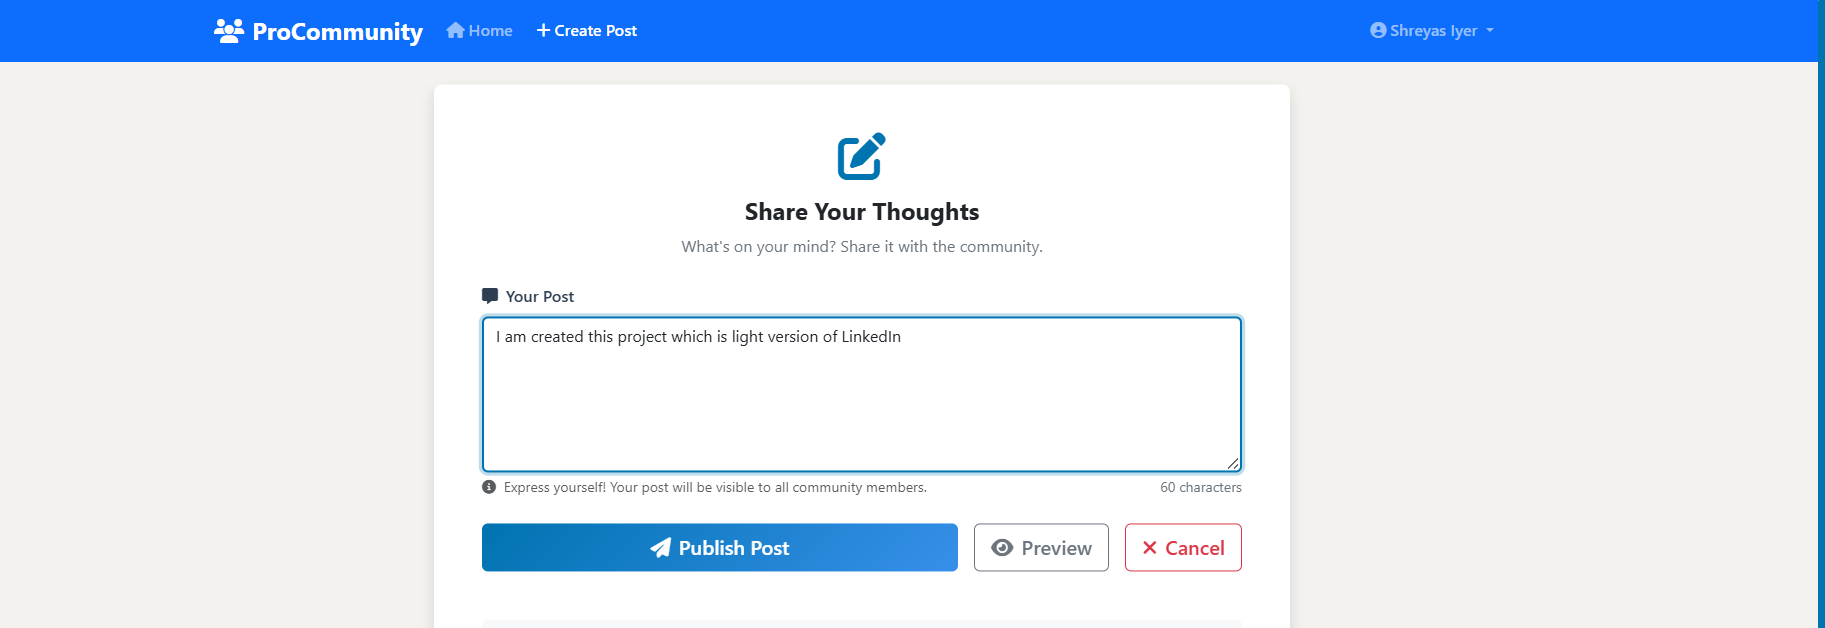 ProCommunity Home Create Post Shreyas Iyer
Share Your Thoughts
What's on your mind? Share it with the community.
Your Post
I am created this project which is light version of LinkedIn
Express yourself! Your post will be visible to all community members. 60 characters
Publish Post Preview Cancel